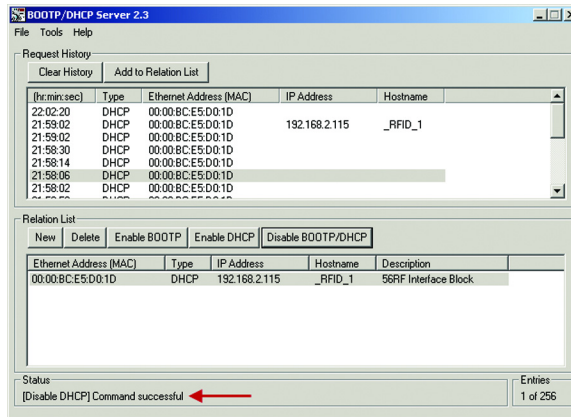 BOOTP/DHCP Server 2.3
File Tools Help
Request History
Clear History Add to Relation List
(hr:min:sec) Type Ethernet Address (MAC) IP Address Hostname
22:02:20 DHCP 00:00:BC:E5:D0:1D
21:59:02 DHCP 00:00:BC:E5:D0:1D 192.168.2.115 _RFID_1
21:59:02 DHCP 00:00:BC:E5:D0:1D
21:58:30 DHCP 00:00:BC:E5:D0:1D
21:58:14 DHCP 00:00:BC:E5:D0:1D
21:58:06 DHCP 00:00:BC:E5:D0:1D
21:58:02 DHCP 00:00:BC:E5:D0:1D
Relation List
New Delete Enable BOOTP Enable DHCP Disable BOOTP/DHCP
Ethernet Address (MAC) Type IP Address Hostname Description
00:00:BC:E5:D0:1D DHCP 192.168.2.115 _RFID_1 56RF Interface Block
Status Entries
[Disable DHCP] Command successful 1 of 256